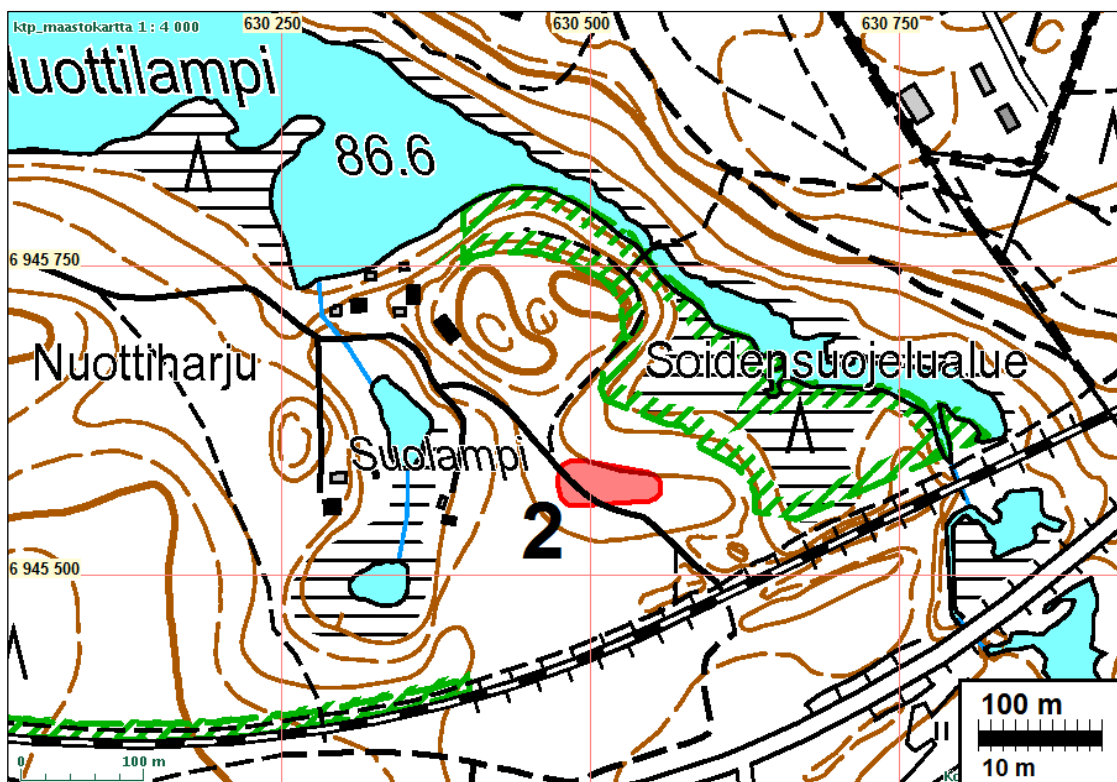 ktp_maastokartta 1 : 4 000
630 250
630 500
630 750
Nuottilampi
86.6
6 945 750
Nuottiharju
Soidensuojelualue
Suolampi
2
6 945 500
100 m
10 m
0
100 m